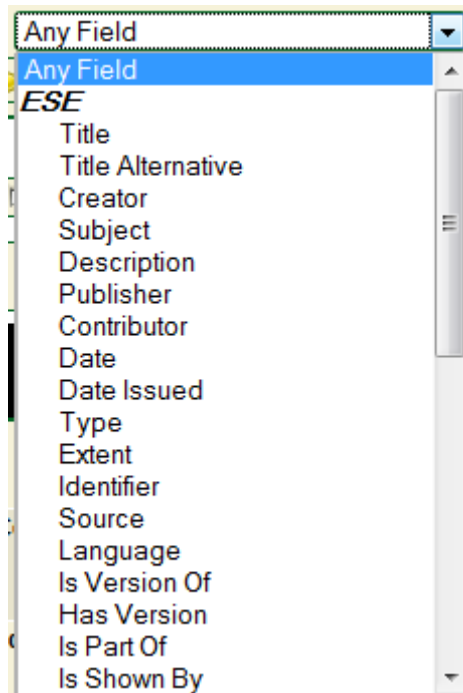 Any Field
Any Field
ESE
Title
Title Alternative
Creator
Subject
Description
Publisher
Contributor
Date
Date Issued
Type
Extent
Identifier
Source
Language
Is Version Of
Has Version
Is Part Of
Is Shown By